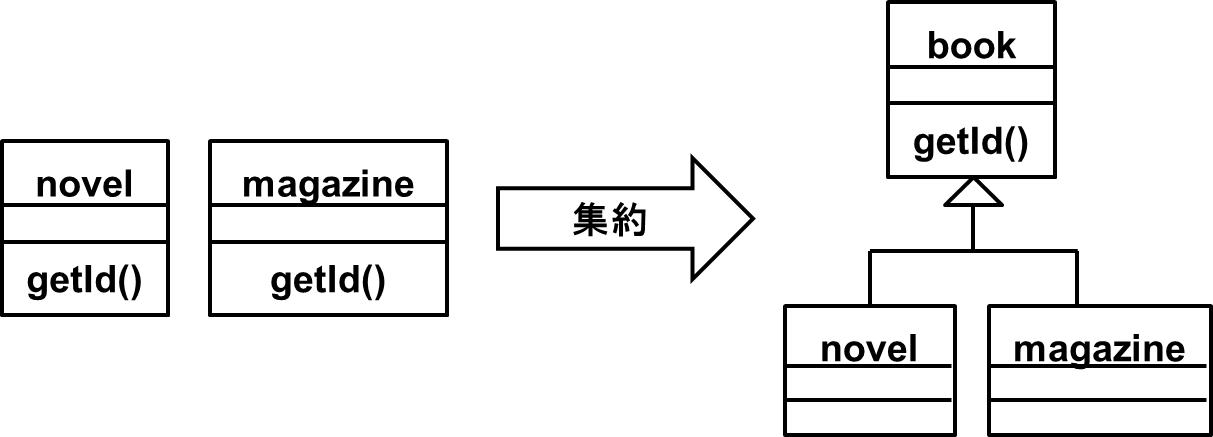 novel
getId()
magazine
getId()
集約
book
getId()
novel
magazine